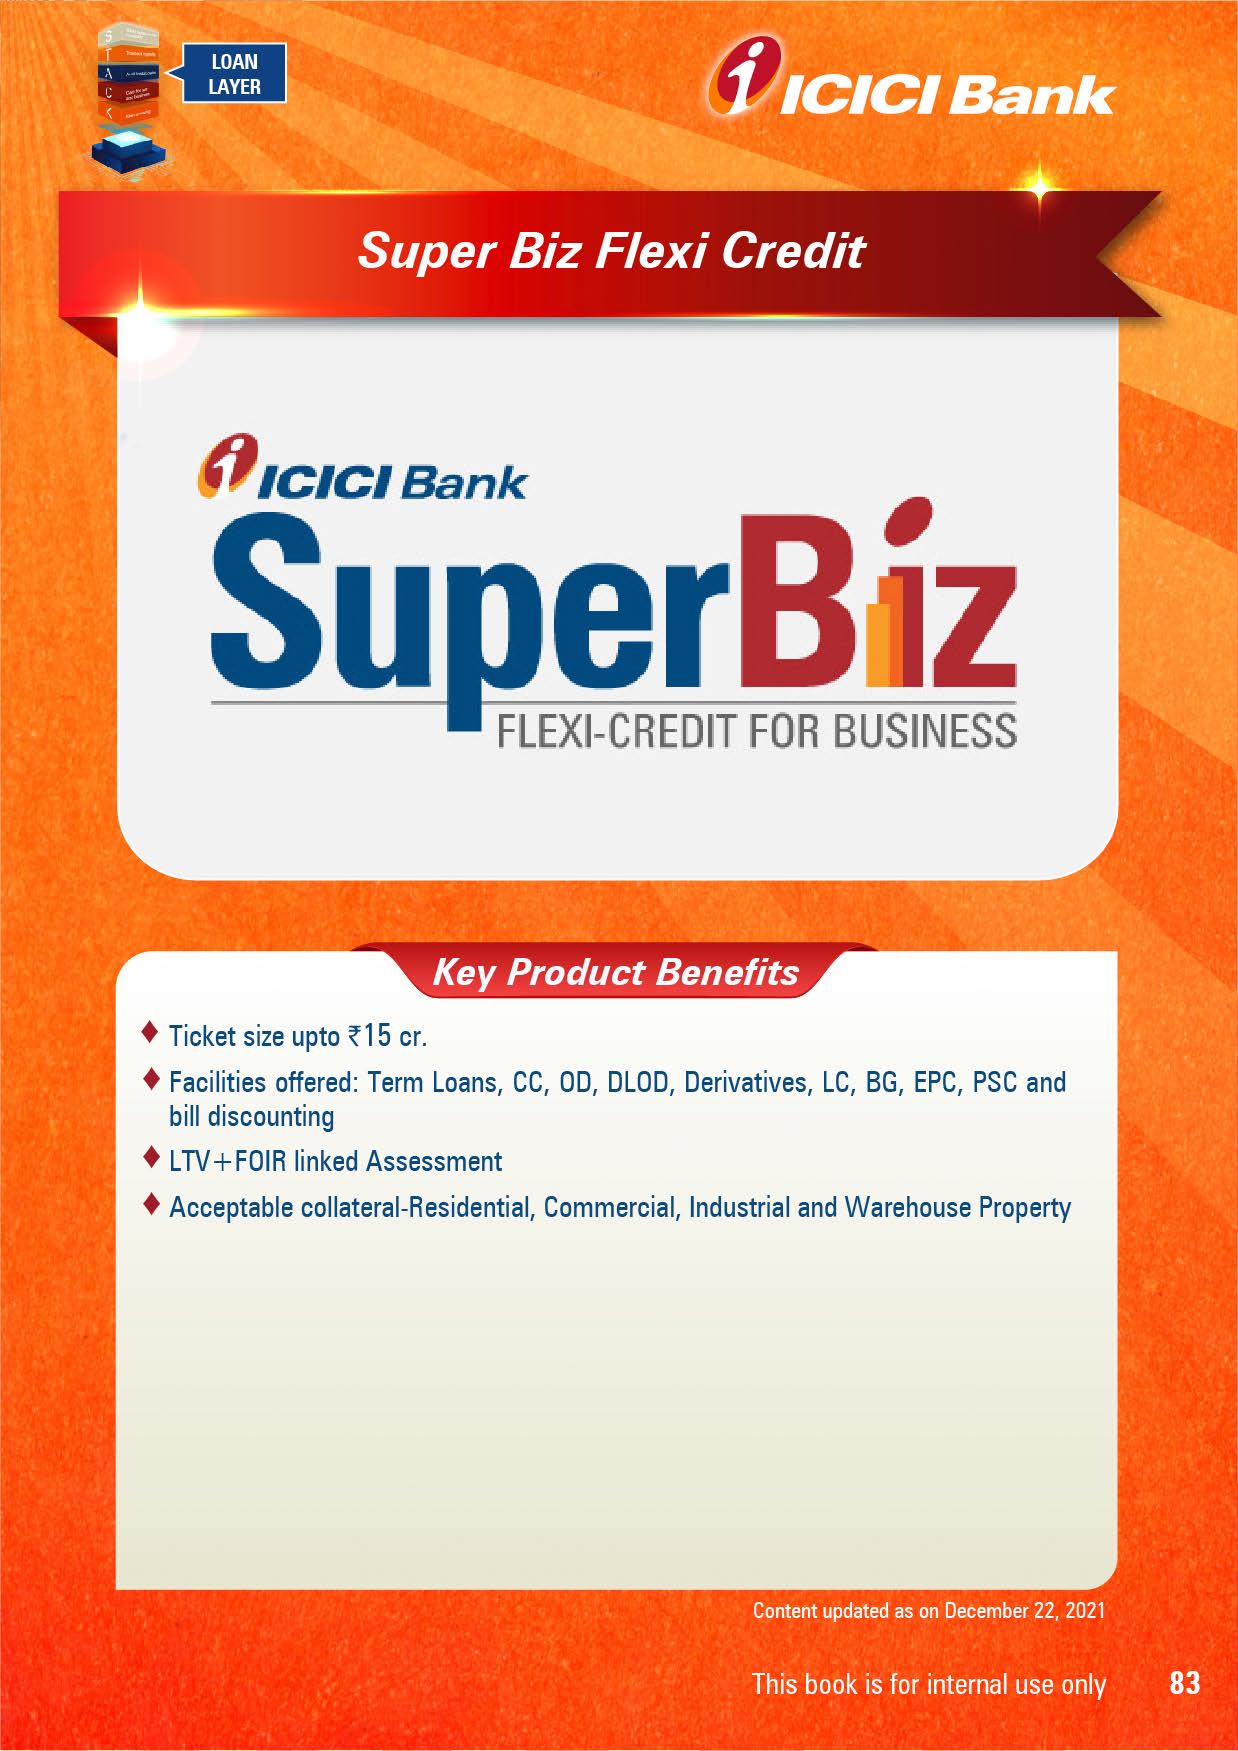 S
T
A
C
K
LOAN
LAYER
ICICI Bank
Super Biz Flexi Credit
ICICI Bank
SuperBiz
FLEXI-CREDIT FOR BUSINESS
Key Product Benefits
♦ Ticket size upto ₹15 cr.
♦ Facilities offered: Term Loans, CC, OD, DLOD, Derivatives, LC, BG, EPC, PSC and
bill discounting
♦ LTV+FOIR linked Assessment
♦ Acceptable collateral-Residential, Commercial, Industrial and Warehouse Property
Content updated as on December 22, 2021
This book is for internal use only 83